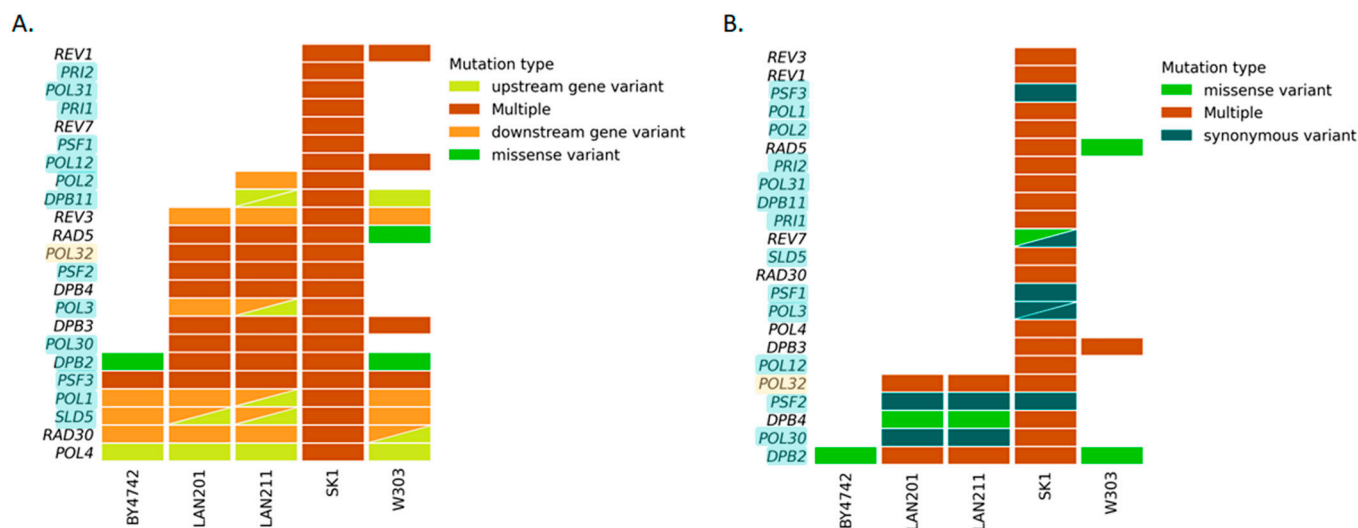 A.
REV1
PRI2
POL31
PRI1
REV7
PSF1
POL12
POL2
DPB11
REV3
RAD5
POL32
PSF2
DPB4
POL3
DPB3
POL30
DPB2
PSF3
POL1
SLD5
RAD30
POL4
BY4742
LAN201
LAN211
SK1
W303
Mutation type
upstream gene variant
Multiple
downstream gene variant
missense variant
B.
REV3
REV1
PSF3
POL1
POL2
RAD5
PRI2
POL31
DPB11
PRI1
REV7
SLD5
RAD30
PSF1
POL3
POL4
DPB3
POL12
POL32
PSF2
DPB4
POL30
DPB2
BY4742
LAN201
LAN211
SK1
W303
Mutation type
missense variant
Multiple
synonymous variant